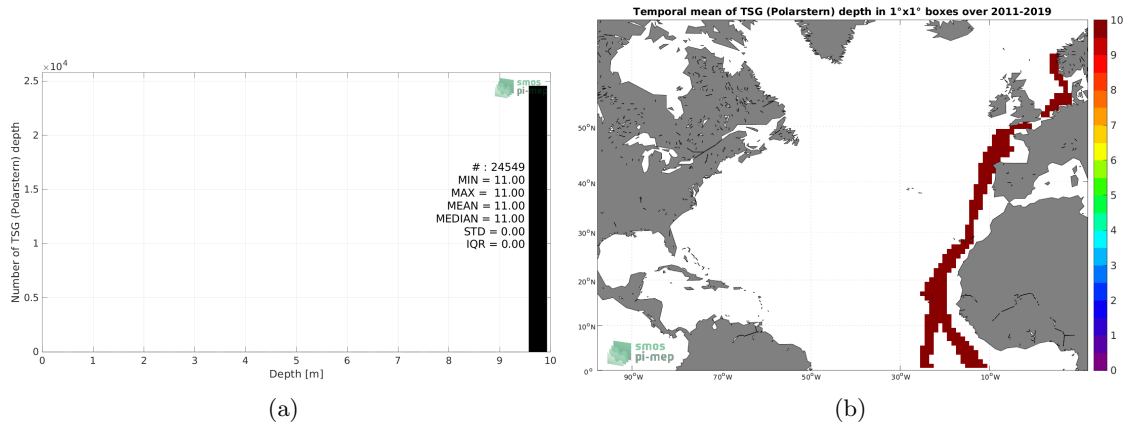 ×10⁴
2.5
2
1.5
1
0.5
0
Number of TSG (Polarstern) depth
smos
pi-mep
# : 24549
MIN = 11.00
MAX = 11.00
MEAN = 11.00
MEDIAN = 11.00
STD = 0.00
IQR = 0.00
0 1 2 3 4 5 6 7 8 9 10
Depth [m]
(a)
Temporal mean of TSG (Polarstern) depth in 1°x1° boxes over 2011-2019
50°N
40°N
30°N
20°N
10°N
0°
90°W 70°W 50°W 30°W 10°W
smos
pi-mep
10
9
8
7
6
5
4
3
2
1
0
(b)